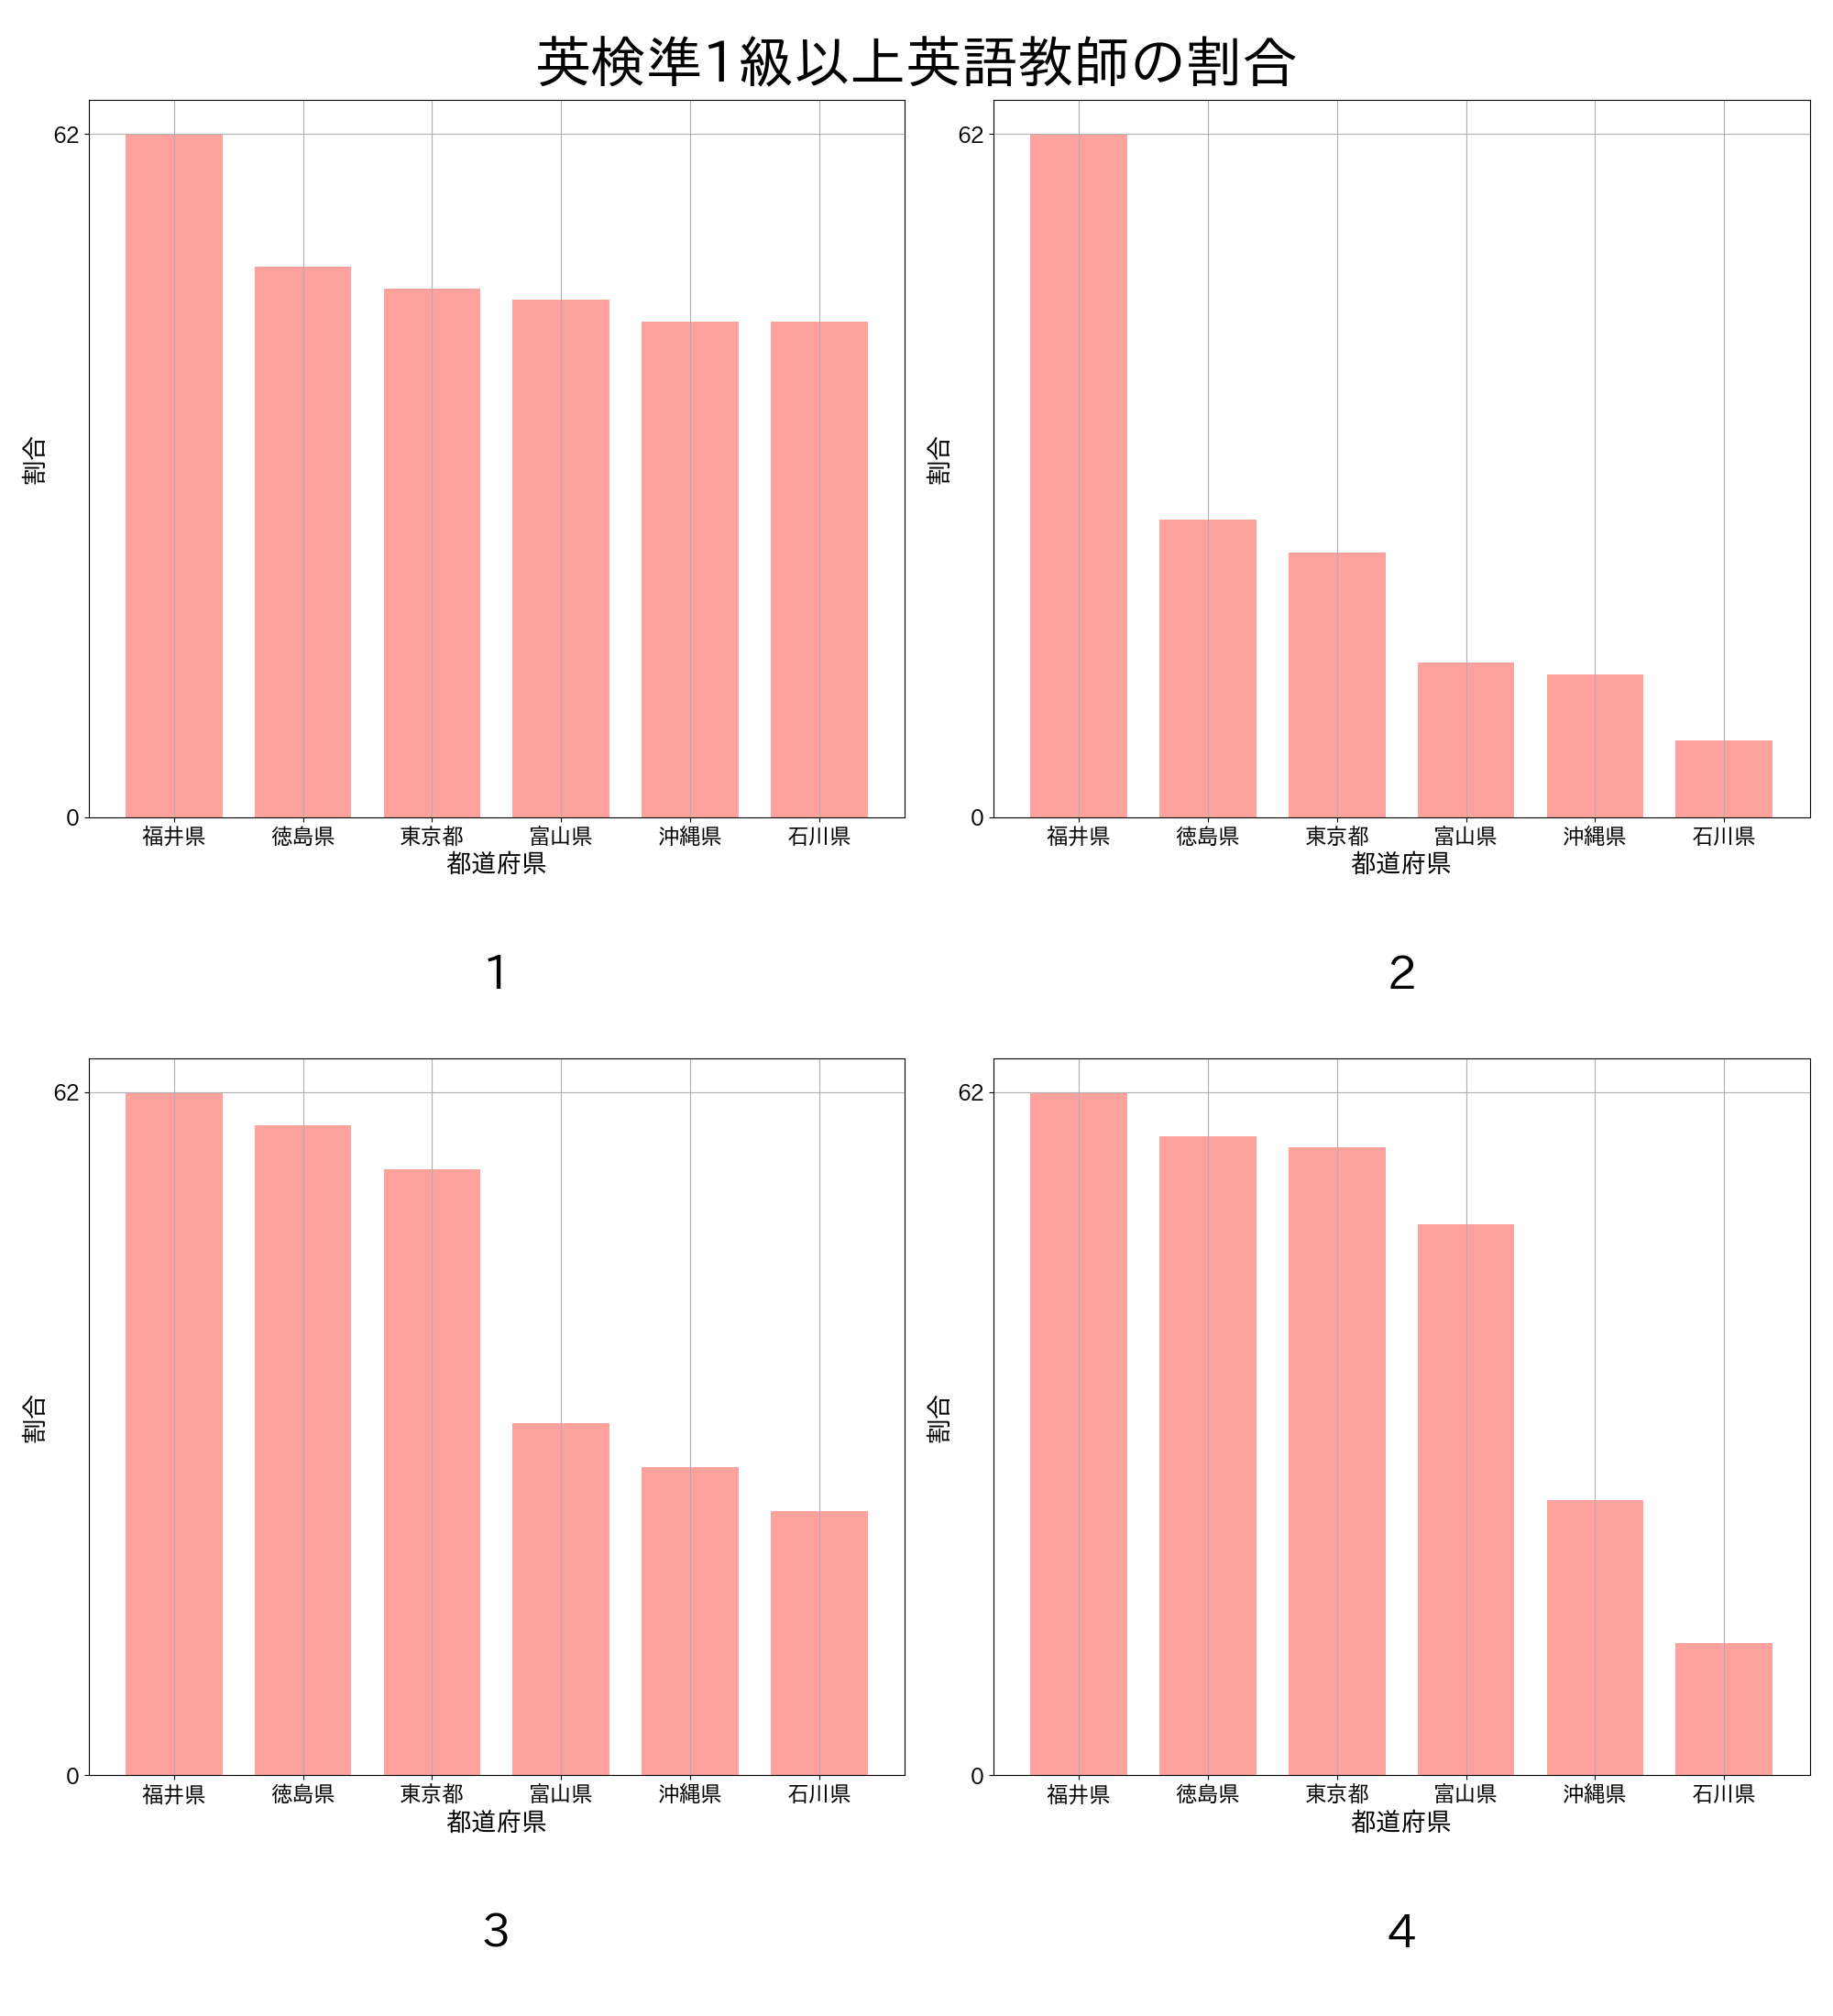 英検準1級以上英語教師の割合
62
0
割合
福井県 徳島県 東京都 富山県 沖縄県 石川県
都道府県
1
62
0
割合
福井県 徳島県 東京都 富山県 沖縄県 石川県
都道府県
2
62
0
割合
福井県 徳島県 東京都 富山県 沖縄県 石川県
都道府県
3
62
0
割合
福井県 徳島県 東京都 富山県 沖縄県 石川県
都道府県
4